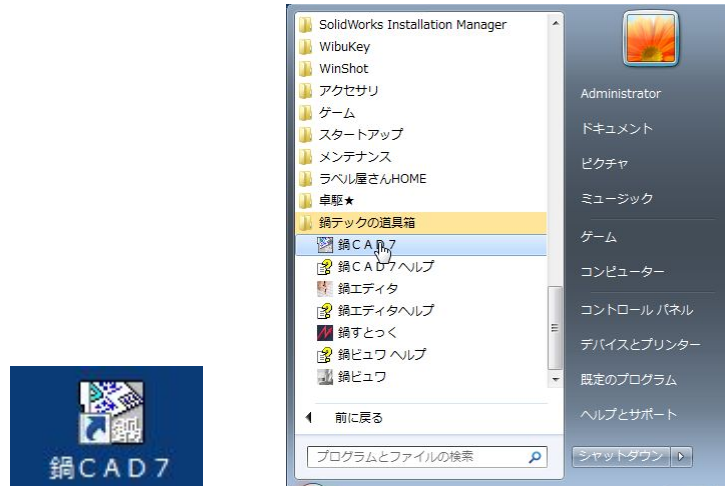 鍋ＣＡＤ７
SolidWorks Installation Manager
WibuKey
WinShot
アクセサリ
ゲーム
スタートアップ
メンテナンス
ラベル屋さんHOME
卓駆★
鍋テックの道具箱
鍋ＣＡＤ７
鍋ＣＡＤ７ヘルプ
鍋エディタ
鍋エディタヘルプ
鍋すとっく
鍋ビュワ ヘルプ
鍋ビュワ
前に戻る
プログラムとファイルの検索
Administrator
ドキュメント
ピクチャ
ミュージック
ゲーム
コンピューター
コントロール パネル
デバイスとプリンター
既定のプログラム
ヘルプとサポート
シャットダウン